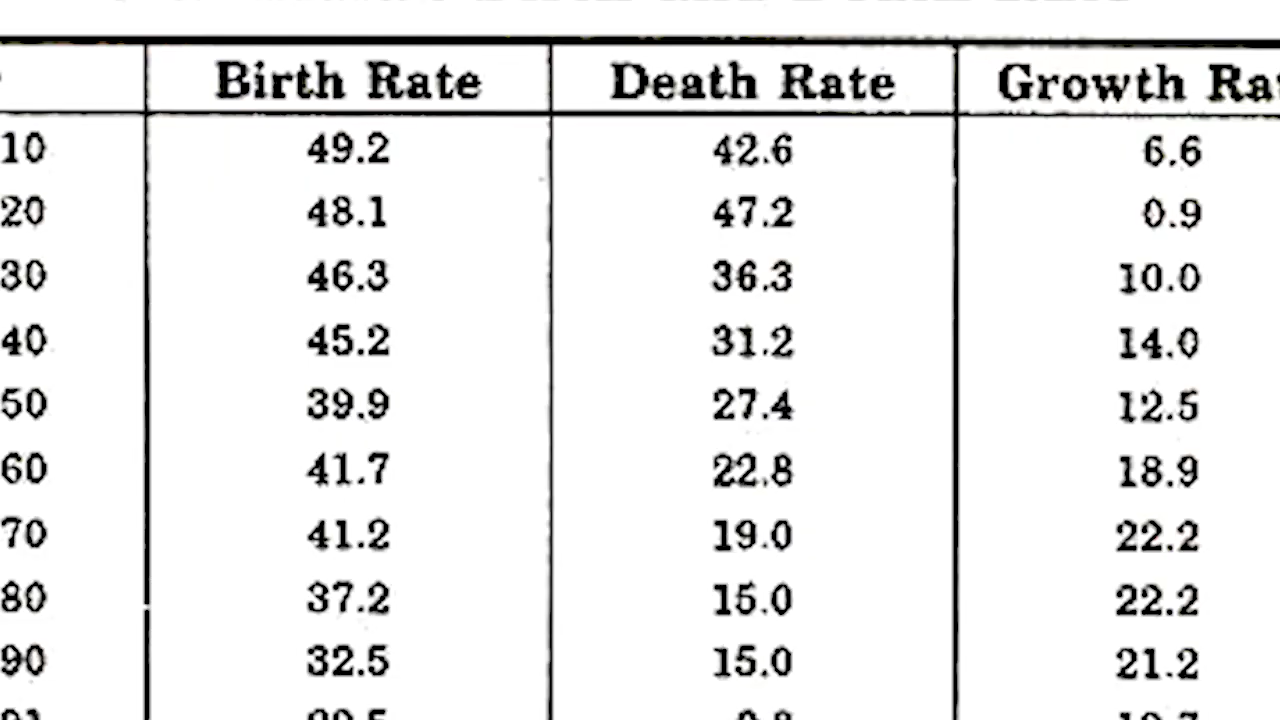 Birth Rate Death Rate Growth Ra
10 49.2 42.6 6.6
20 48.1 47.2 0.9
30 46.3 36.3 10.0
40 45.2 31.2 14.0
50 39.9 27.4 12.5
60 41.7 22.8 18.9
70 41.2 19.0 22.2
80 37.2 15.0 22.2
90 32.5 15.0 21.2